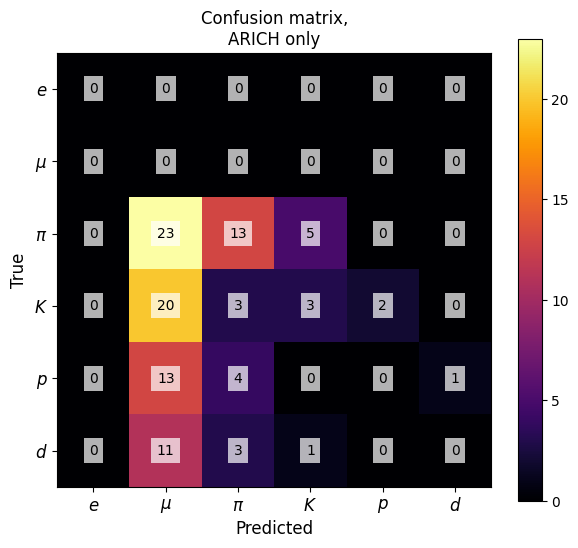 Confusion matrix,
ARICH only
True
e 0 0 0 0 0 0
μ 0 0 0 0 0 0
π 0 23 13 5 0 0
K 0 20 3 3 2 0
p 0 13 4 0 0 1
d 0 11 3 1 0 0
e μ π K p d
Predicted
20
15
10
5
0